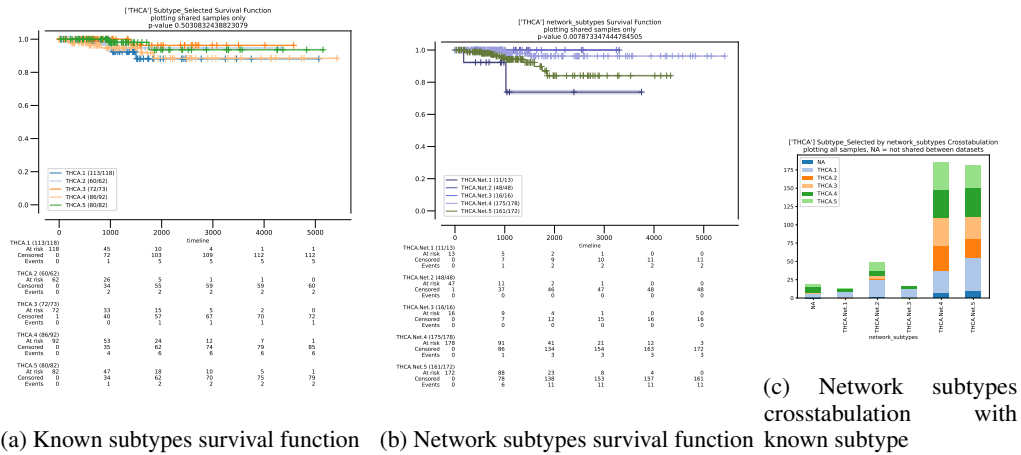 ['THCA'] Subtype_Selected Survival Function
plotting shared samples only
p-value 0.5030832438823079
1.0
0.8
0.6
0.4
0.2
0.0
THCA.1 (113/118)
THCA.2 (60/62)
THCA.3 (72/73)
THCA.4 (86/92)
THCA.5 (80/82)
0 1000 2000 3000 4000 5000
timeline
THCA.1 (113/118)
At risk 118 45 10 4 1 1
Censored 0 72 103 109 112 112
Events 0 1 5 5 5 5
THCA.2 (60/62)
At risk 62 26 5 1 1 0
Censored 0 34 55 59 59 60
Events 0 2 2 2 2 2
THCA.3 (72/73)
At risk 72 33 15 5 2 0
Censored 1 40 57 67 70 72
Events 0 0 1 1 1 1
THCA.4 (86/92)
At risk 92 53 24 12 7 1
Censored 0 35 62 74 79 85
Events 0 4 6 6 6 6
THCA.5 (80/82)
At risk 82 47 18 10 5 1
Censored 0 34 62 70 75 79
Events 0 1 2 2 2 2
(a) Known subtypes survival function
['THCA'] network_subtypes Survival Function
plotting shared samples only
p-value 0.007873347444784505
1.0
0.8
0.6
0.4
0.2
0.0
THCA.Net.1 (11/13)
THCA.Net.2 (48/48)
THCA.Net.3 (16/16)
THCA.Net.4 (175/178)
THCA.Net.5 (161/172)
0 1000 2000 3000 4000 5000
timeline
THCA.Net.1 (11/13)
At risk 13 5 2 1 0 0
Censored 0 7 9 10 11 11
Events 0 1 2 2 2 2
THCA.Net.2 (48/48)
At risk 47 11 2 1 0 0
Censored 1 37 46 47 48 48
Events 0 0 0 0 0 0
THCA.Net.3 (16/16)
At risk 16 9 4 1 0 0
Censored 0 7 12 15 16 16
Events 0 0 0 0 0 0
THCA.Net.4 (175/178)
At risk 178 91 41 21 12 3
Censored 0 86 134 154 163 172
Events 0 1 3 3 3 3
THCA.Net.5 (161/172)
At risk 172 88 23 8 4 0
Censored 0 78 138 153 157 161
Events 0 6 11 11 11 11
(b) Network subtypes survival function
['THCA'] Subtype_Selected by network_subtypes Crosstabulation
plotting all samples, NA = not shared between datasets
175
150
125
100
75
50
25
0
NA
THCA.1
THCA.2
THCA.3
THCA.4
THCA.5
NA
THCA.Net.1
THCA.Net.2
THCA.Net.3
THCA.Net.4
THCA.Net.5
network_subtypes
(c) Network subtypes
crosstabulation with
known subtype